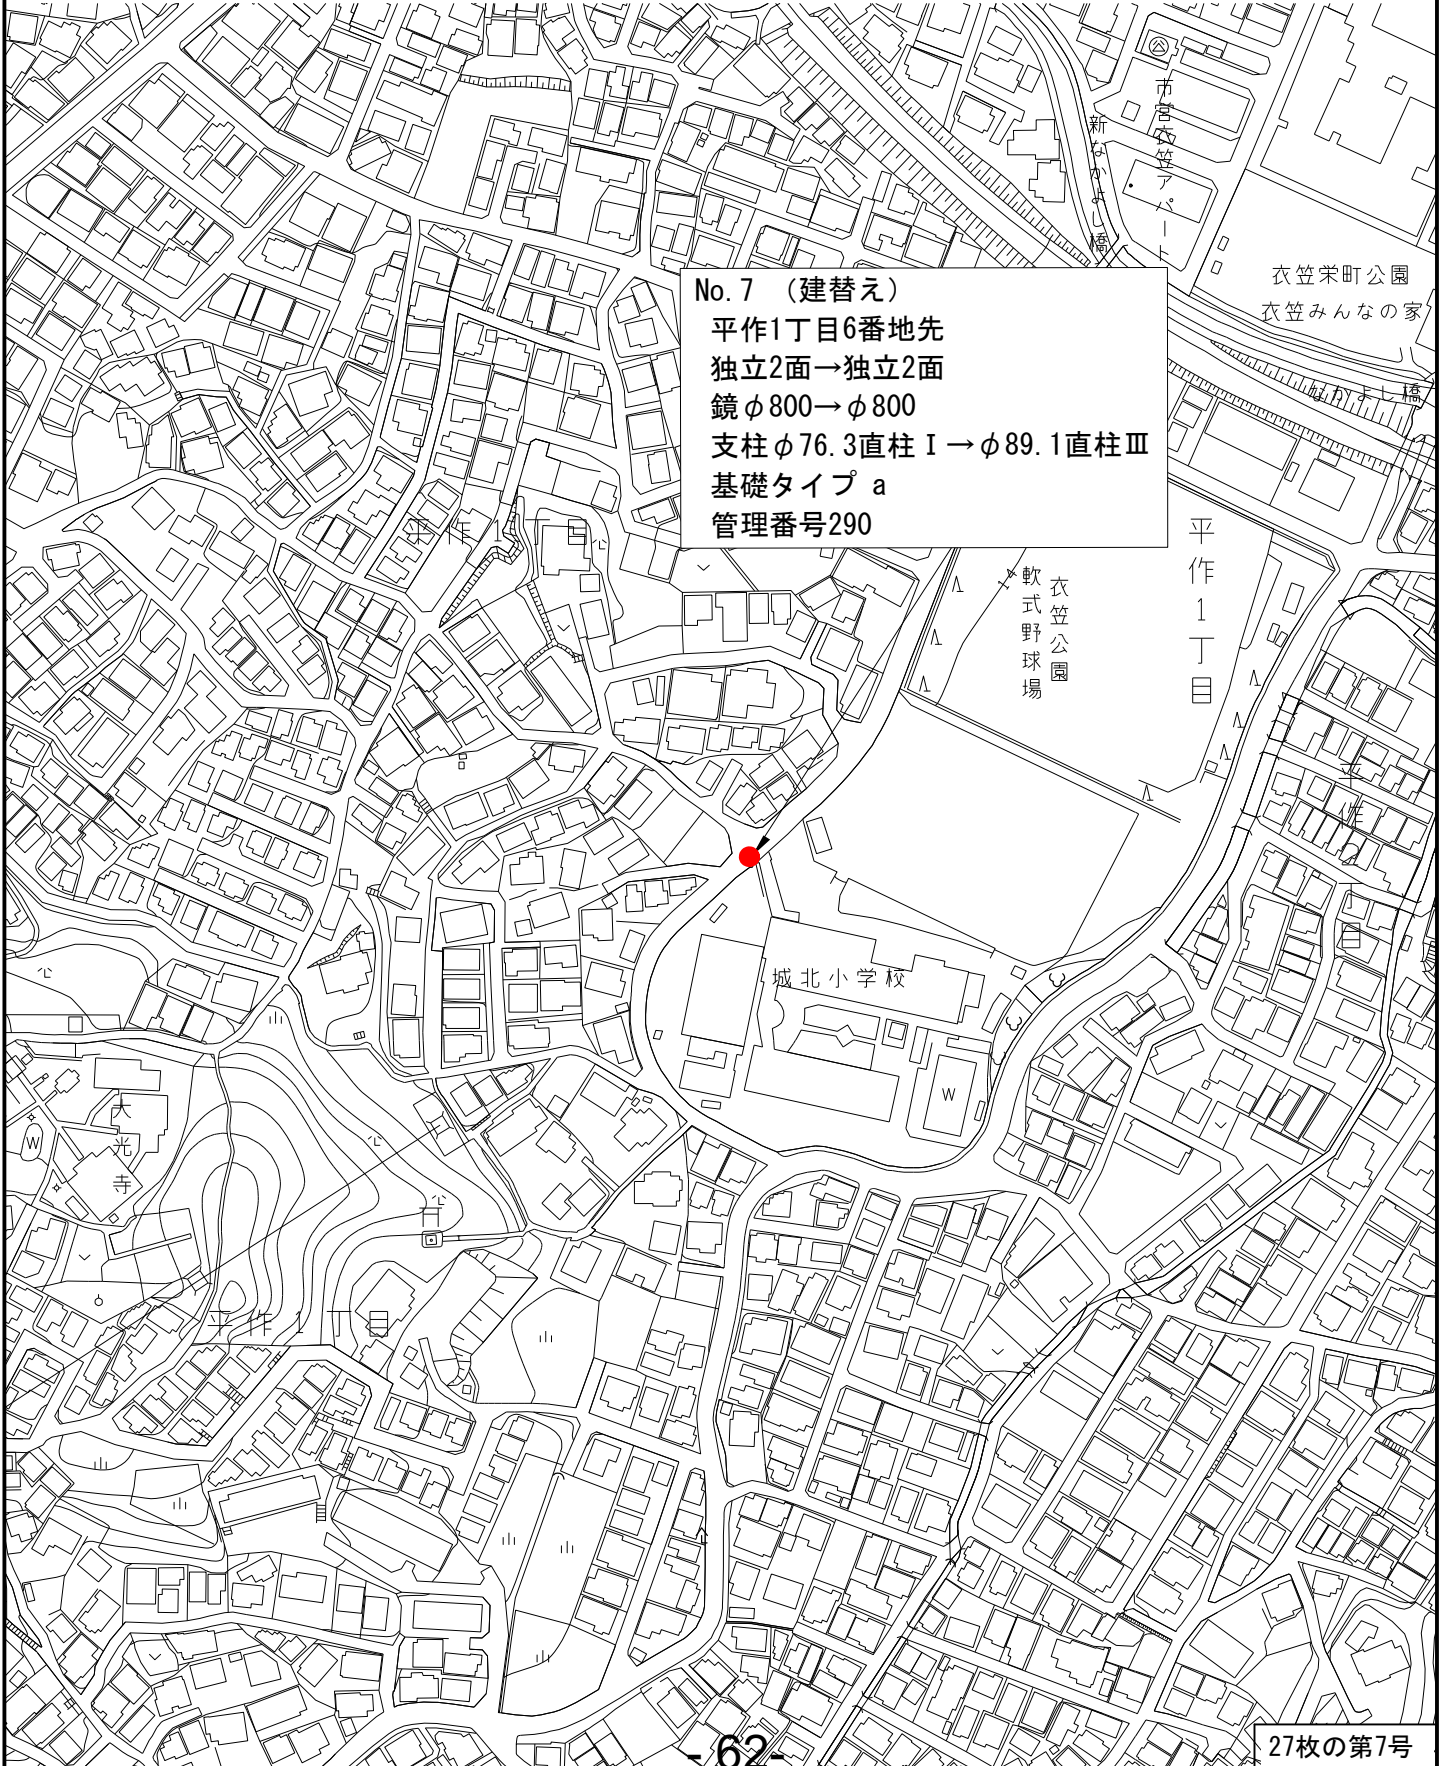 市営衣笠アパート
新なかよし橋
衣笠栄町公園
衣笠みんなの家
なかよし橋
No.7 （建替え）
平作1丁目6番地先
独立2面→独立2面
鏡φ800→φ800
支柱φ76.3直柱Ⅰ→φ89.1直柱Ⅲ
基礎タイプ a
管理番号290
平作1丁目
平作1丁目
衣笠公園
軟式野球場
平作2丁目
城北小学校
W
大光寺
W
平作1丁目
- 62-
27枚の第7号